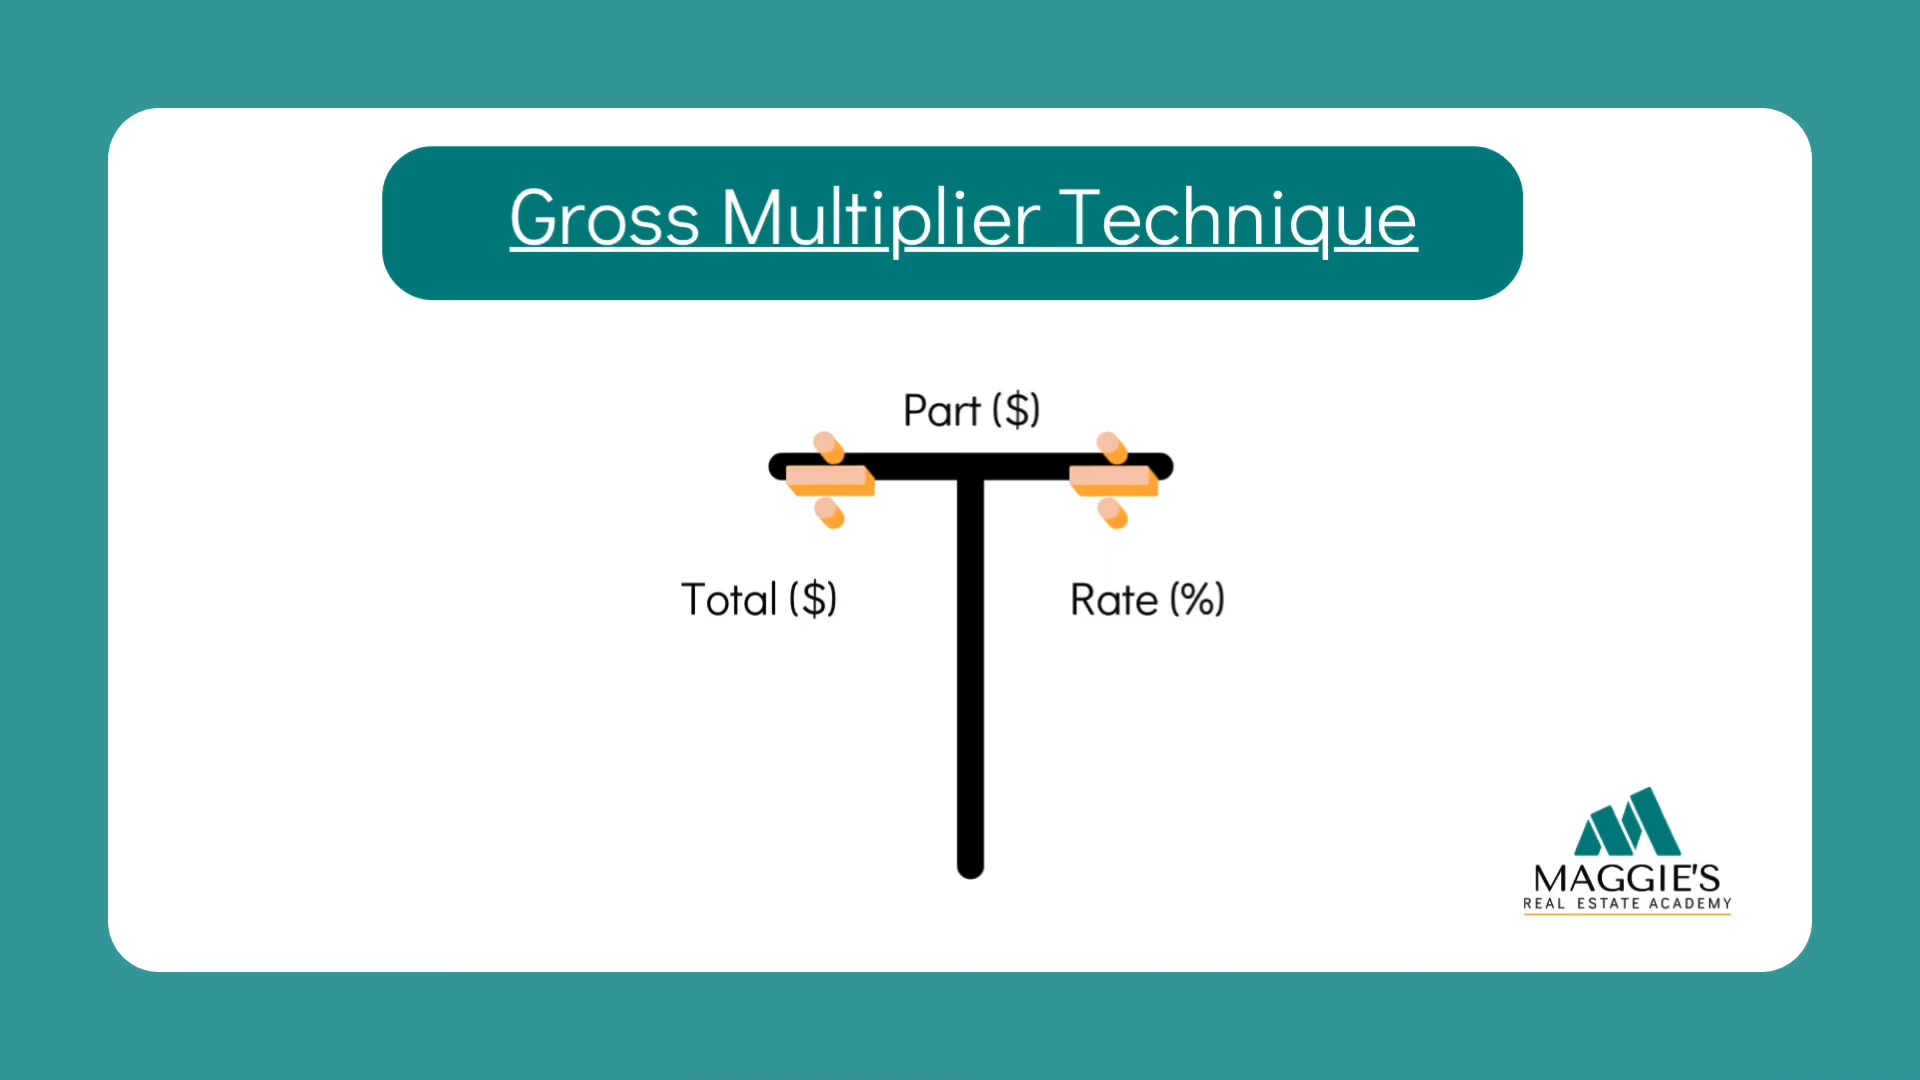 Gross Multiplier Technique
Part ($)
Total ($)
Rate (%)
MAGGIE'S
REAL ESTATE ACADEMY